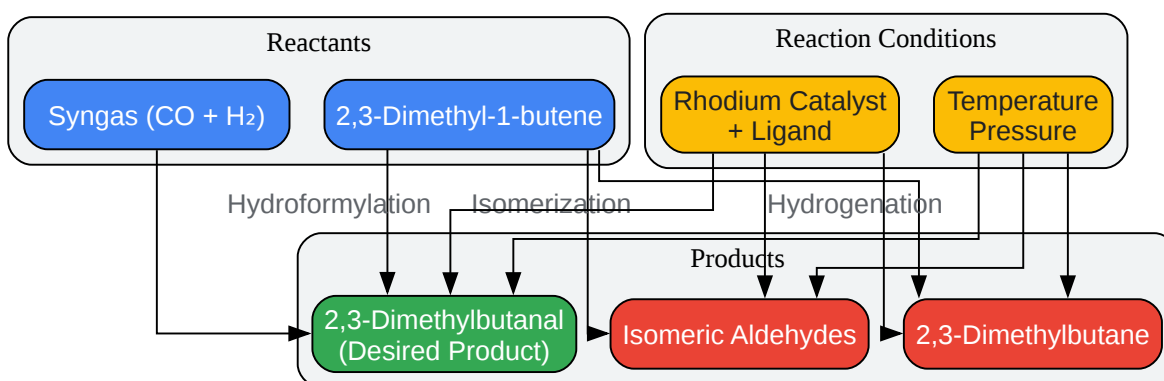 Reactants
Reaction Conditions
Syngas (CO + H₂)
2,3-Dimethyl-1-butene
Rhodium Catalyst
+ Ligand
Temperature
Pressure
Hydroformylation
Isomerization
Hydrogenation
Products
2,3-Dimethylbutanal
(Desired Product)
Isomeric Aldehydes
2,3-Dimethylbutane